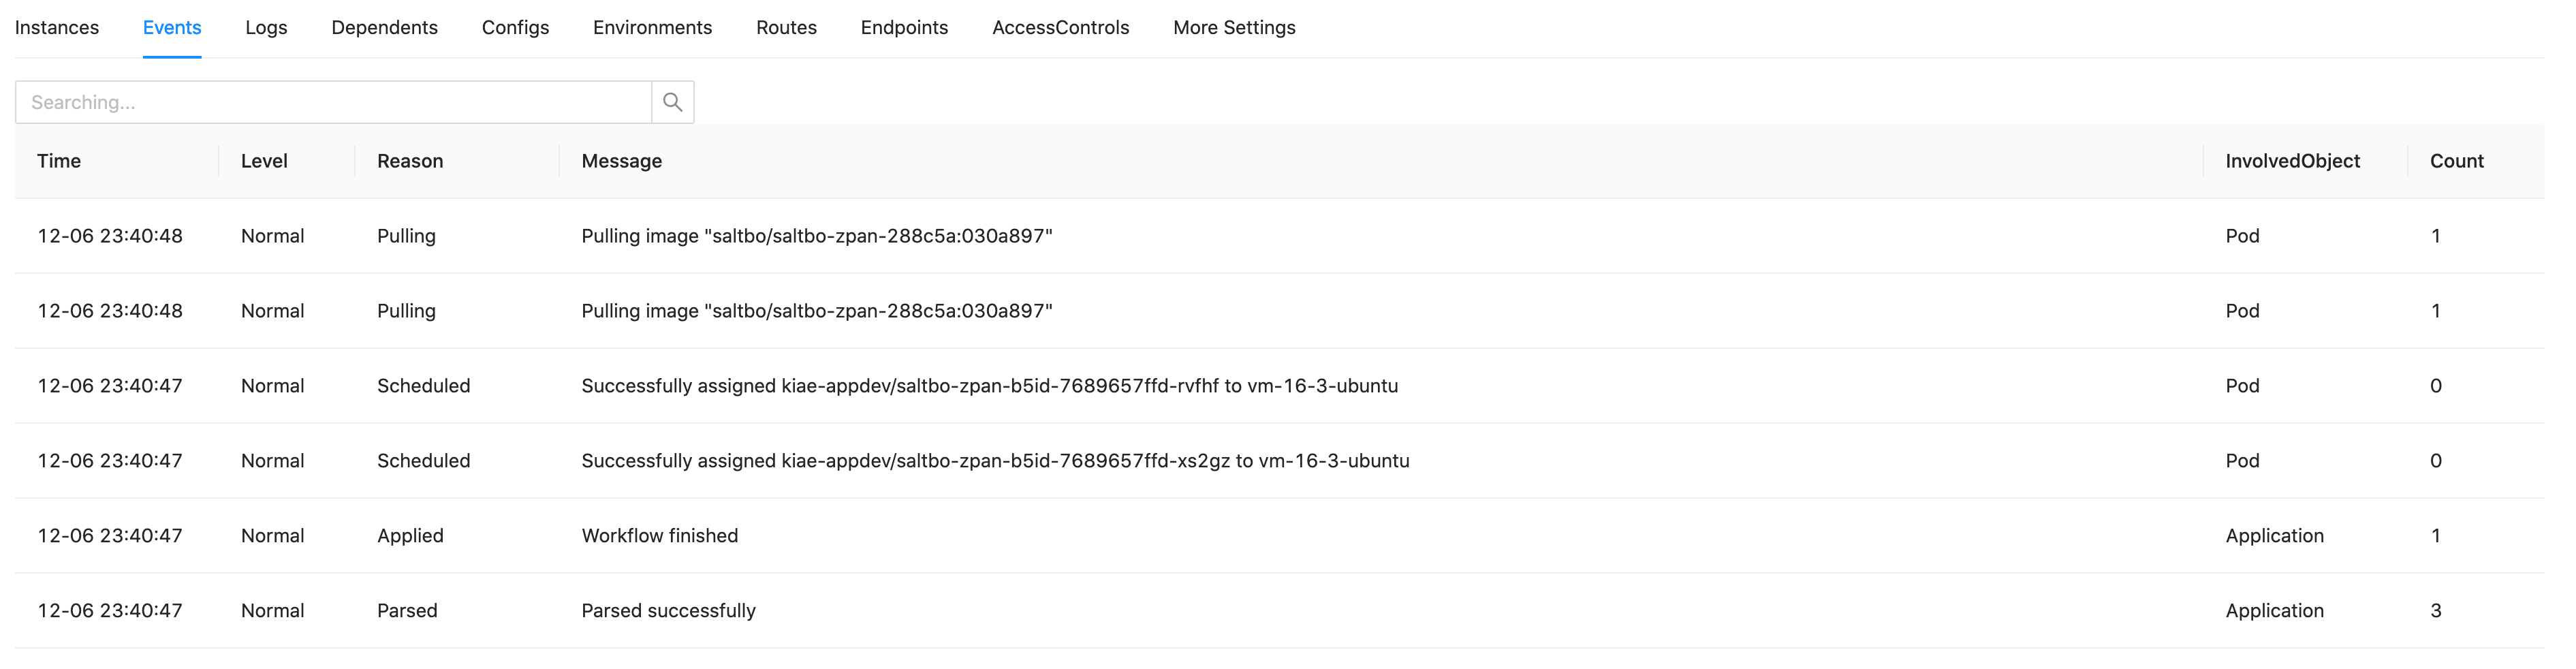 Instances Events Logs Dependents Configs Environments Routes Endpoints AccessControls More Settings
Searching...
Time Level Reason Message InvolvedObject Count
12-06 23:40:48 Normal Pulling Pulling image "saltbo/saltbo-zpan-288c5a:030a897" Pod 1
12-06 23:40:48 Normal Pulling Pulling image "saltbo/saltbo-zpan-288c5a:030a897" Pod 1
12-06 23:40:47 Normal Scheduled Successfully assigned kiae-appdev/saltbo-zpan-b5id-7689657ffd-rvfhf to vm-16-3-ubuntu Pod 0
12-06 23:40:47 Normal Scheduled Successfully assigned kiae-appdev/saltbo-zpan-b5id-7689657ffd-xs2gz to vm-16-3-ubuntu Pod 0
12-06 23:40:47 Normal Applied Workflow finished Application 1
12-06 23:40:47 Normal Parsed Parsed successfully Application 3